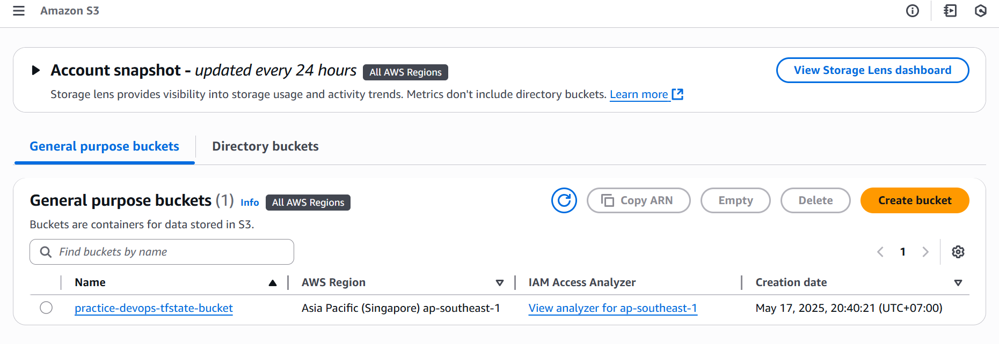 Amazon S3
Account snapshot - updated every 24 hours All AWS Regions
View Storage Lens dashboard
Storage lens provides visibility into storage usage and activity trends. Metrics don't include directory buckets. Learn more
General purpose buckets Directory buckets
General purpose buckets (1) Info All AWS Regions
Copy ARN Empty Delete Create bucket
Buckets are containers for data stored in S3.
Find buckets by name
1
Name AWS Region IAM Access Analyzer Creation date
practice-devops-tfstate-bucket Asia Pacific (Singapore) ap-southeast-1 View analyzer for ap-southeast-1 May 17, 2025, 20:40:21 (UTC+07:00)